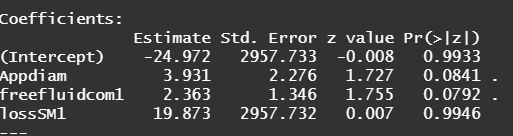 Coefficients:
Estimate Std. Error z value Pr(>|z|)
(Intercept) -24.972 2957.733 -0.008 0.9933
Appdiam 3.931 2.276 1.727 0.0841 .
freefluidcom1 2.363 1.346 1.755 0.0792 .
lossSM1 19.873 2957.732 0.007 0.9946
---